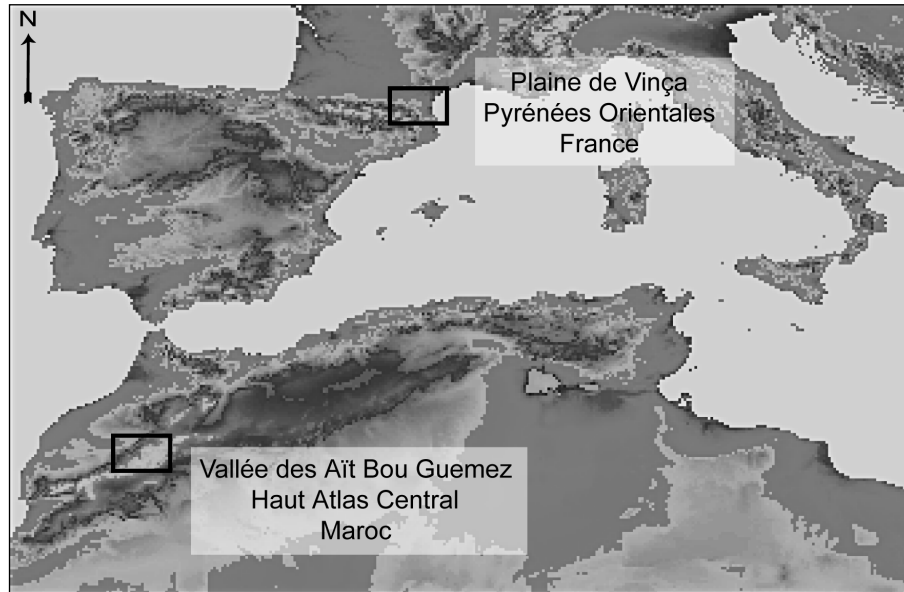 N
Plaine de Vinça
Pyrénées Orientales
France
Vallée des Aït Bou Guemez
Haut Atlas Central
Maroc